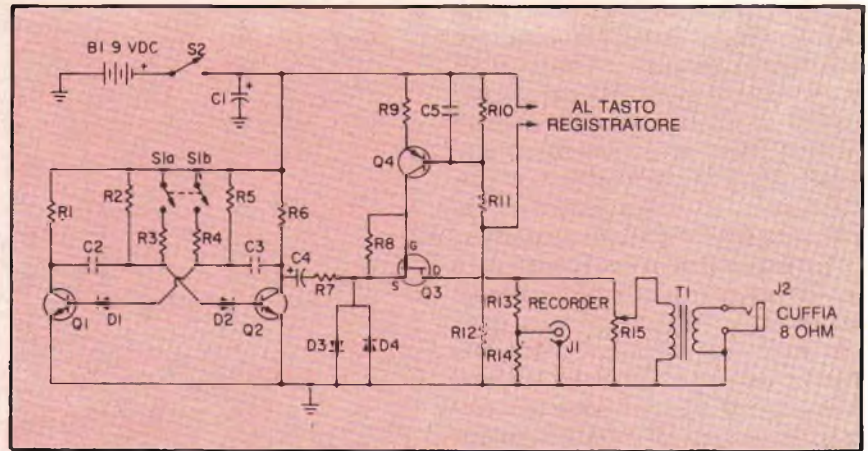 B1 9 VDC
S2
C1
R9
C5
R10
AL TASTO
REGISTRATORE
Q4
S1a
S1b
R1
R2
R5
R6
R11
R3
R4
C2
C3
C4
R8
G
R7
S
D
Q3
Q1
D1
D2
Q2
D3
D4
R13
RECORDER
R12
J1
R14
R15
T1
J2
CUFFIA
8 OHM